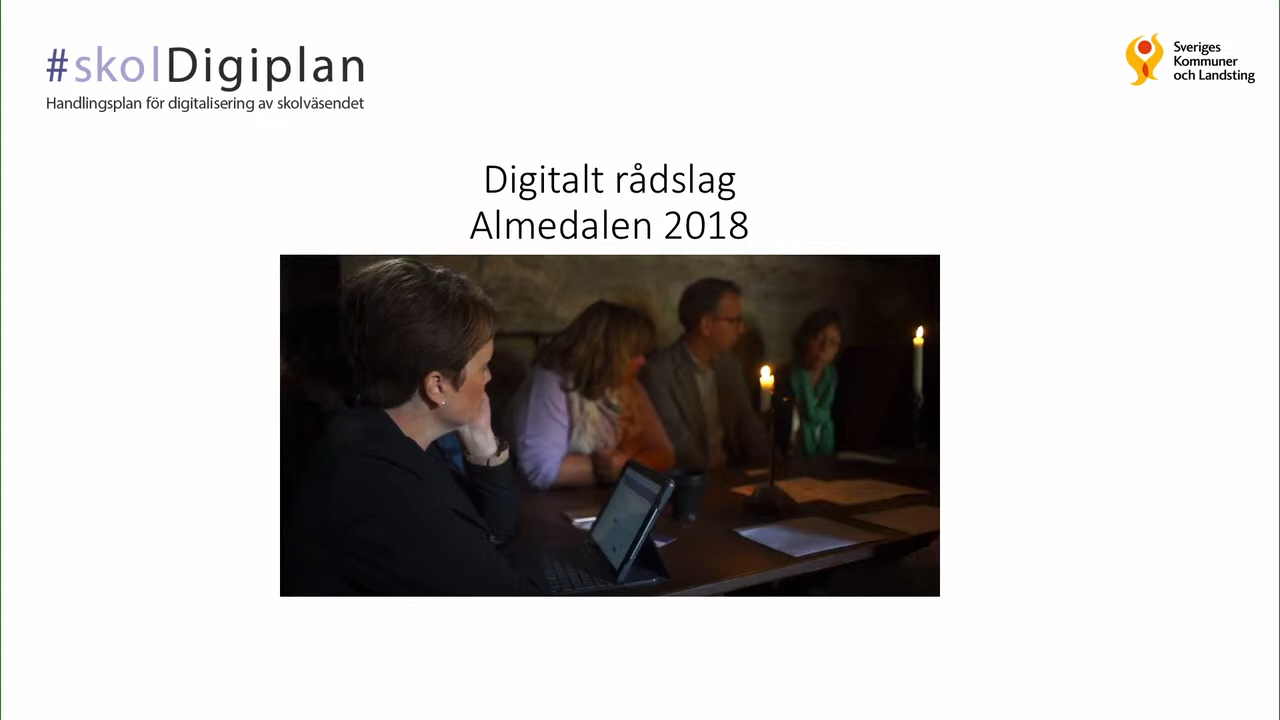 #skolDigiplan
Handlingsplan för digitalisering av skolväsendet
Sveriges
Kommuner
och Landsting
Digitalt rådslag
Almedalen 2018